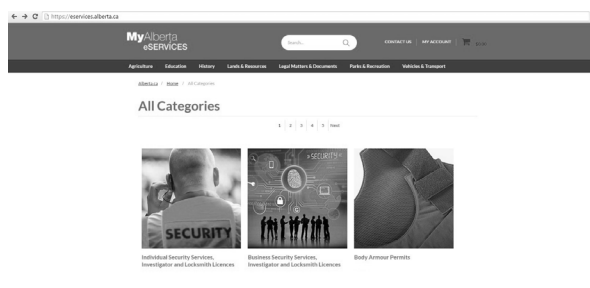 https://eservices.alberta.ca
MyAlberta
eSERVICES
Search...
CONTACT US
MY ACCOUNT
Agriculture Education History Lands & Resources Legal Matters & Documents Parks & Recreation Vehicles & Transport
Alberta.ca / Home / All Categories
All Categories
1 2 3 4 5 Next
SECURITY
SECURITY
Individual Security Services,
Investigator and Locksmith Licences
Business Security Services,
Investigator and Locksmith Licences
Body Armour Permits